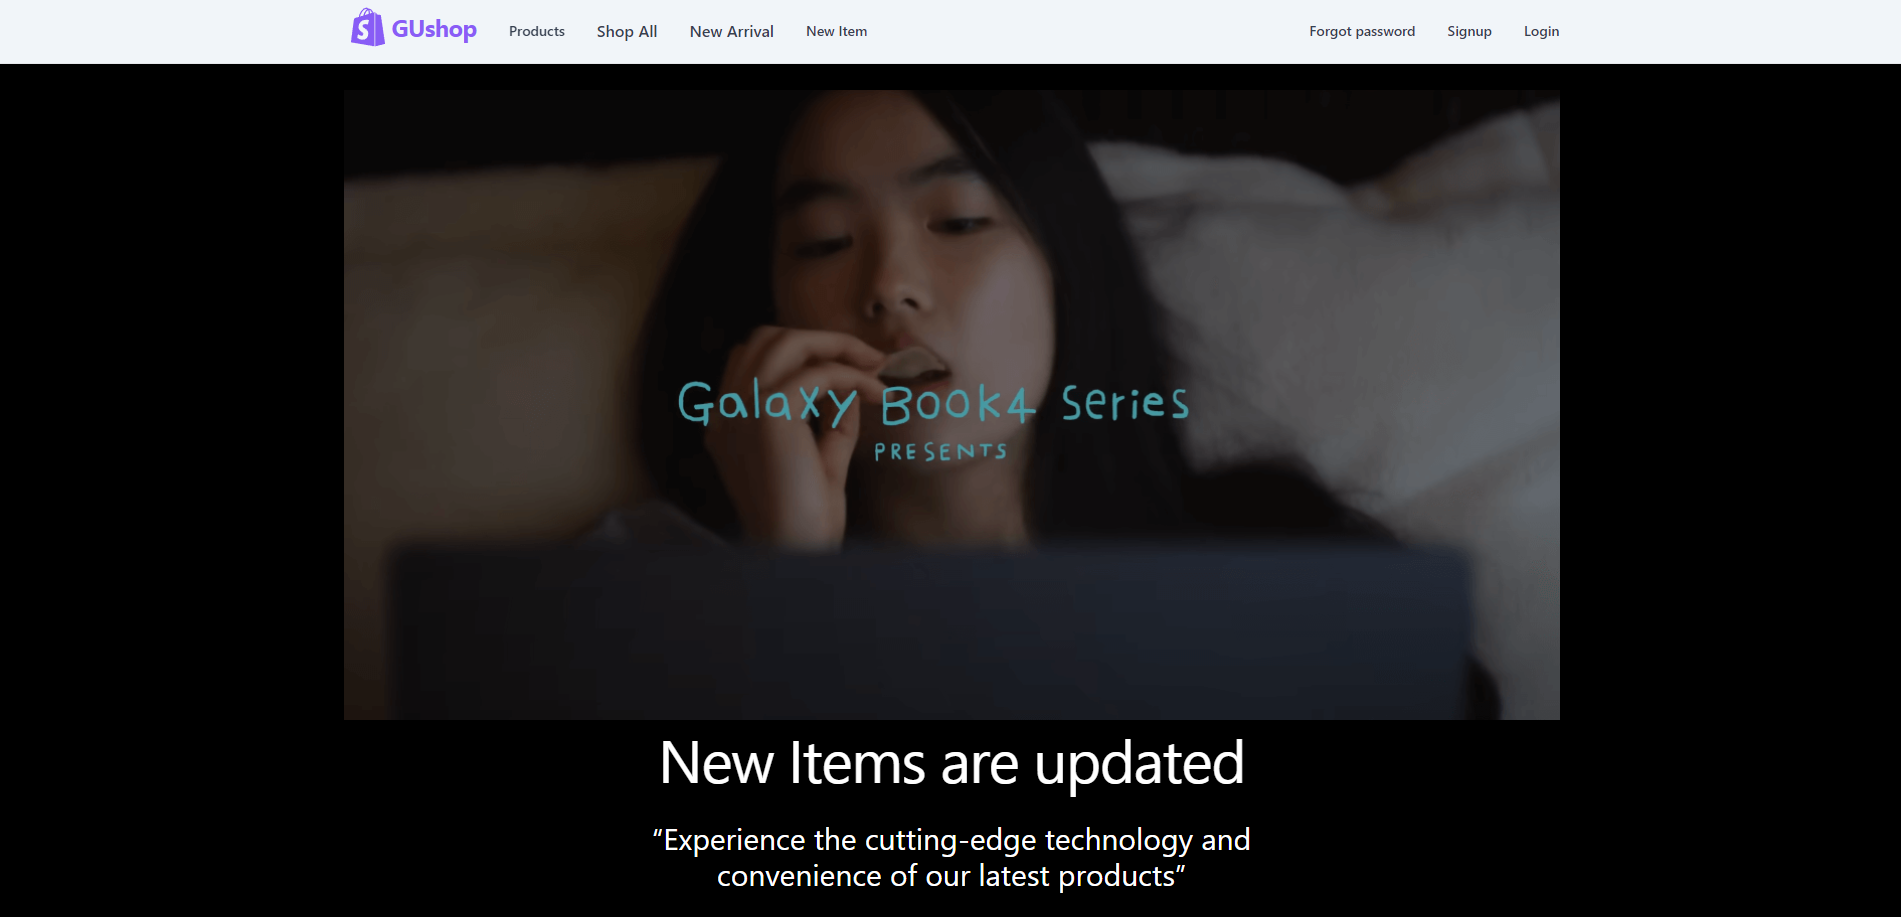 GUshop
Products
Shop All
New Arrival
New Item
Forgot password
Signup
Login
Galaxy Book4 Series
PRESENTS
New Items are updated
“Experience the cutting-edge technology and
convenience of our latest products”